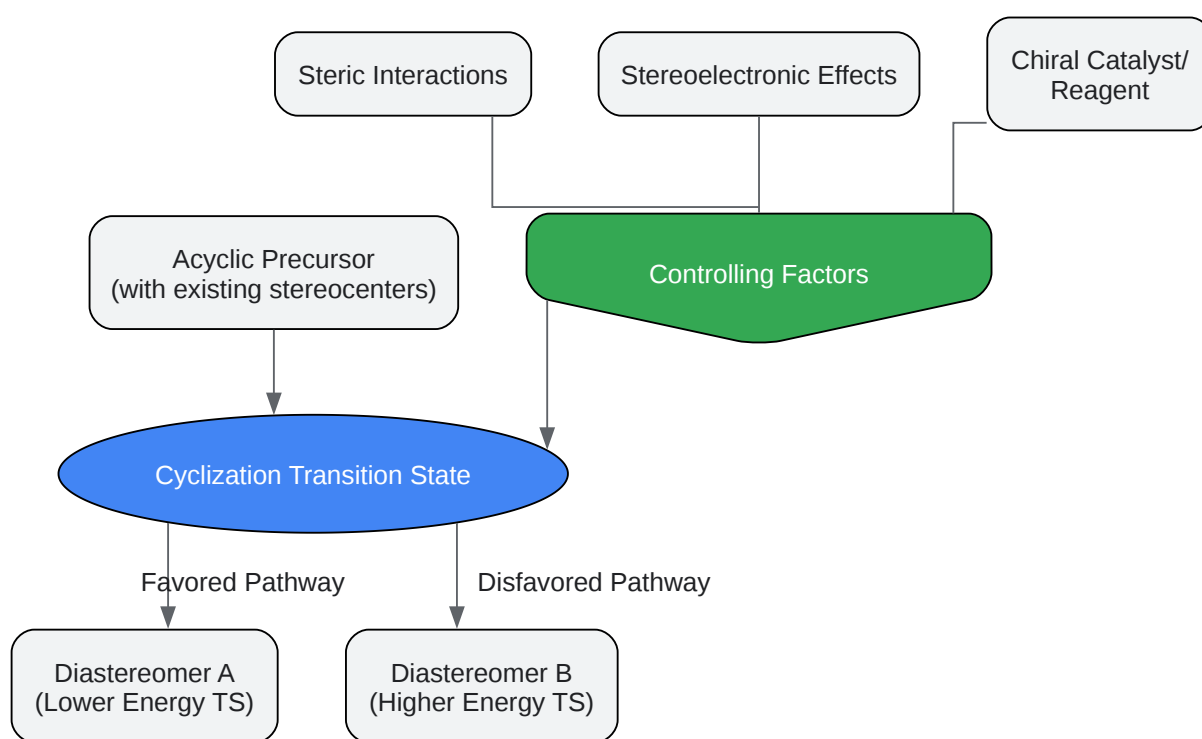 Steric Interactions
Stereoelectronic Effects
Chiral Catalyst/
Reagent
Acyclic Precursor
(with existing stereocenters)
Controlling Factors
Cyclization Transition State
Favored Pathway
Disfavored Pathway
Diastereomer A
(Lower Energy TS)
Diastereomer B
(Higher Energy TS)